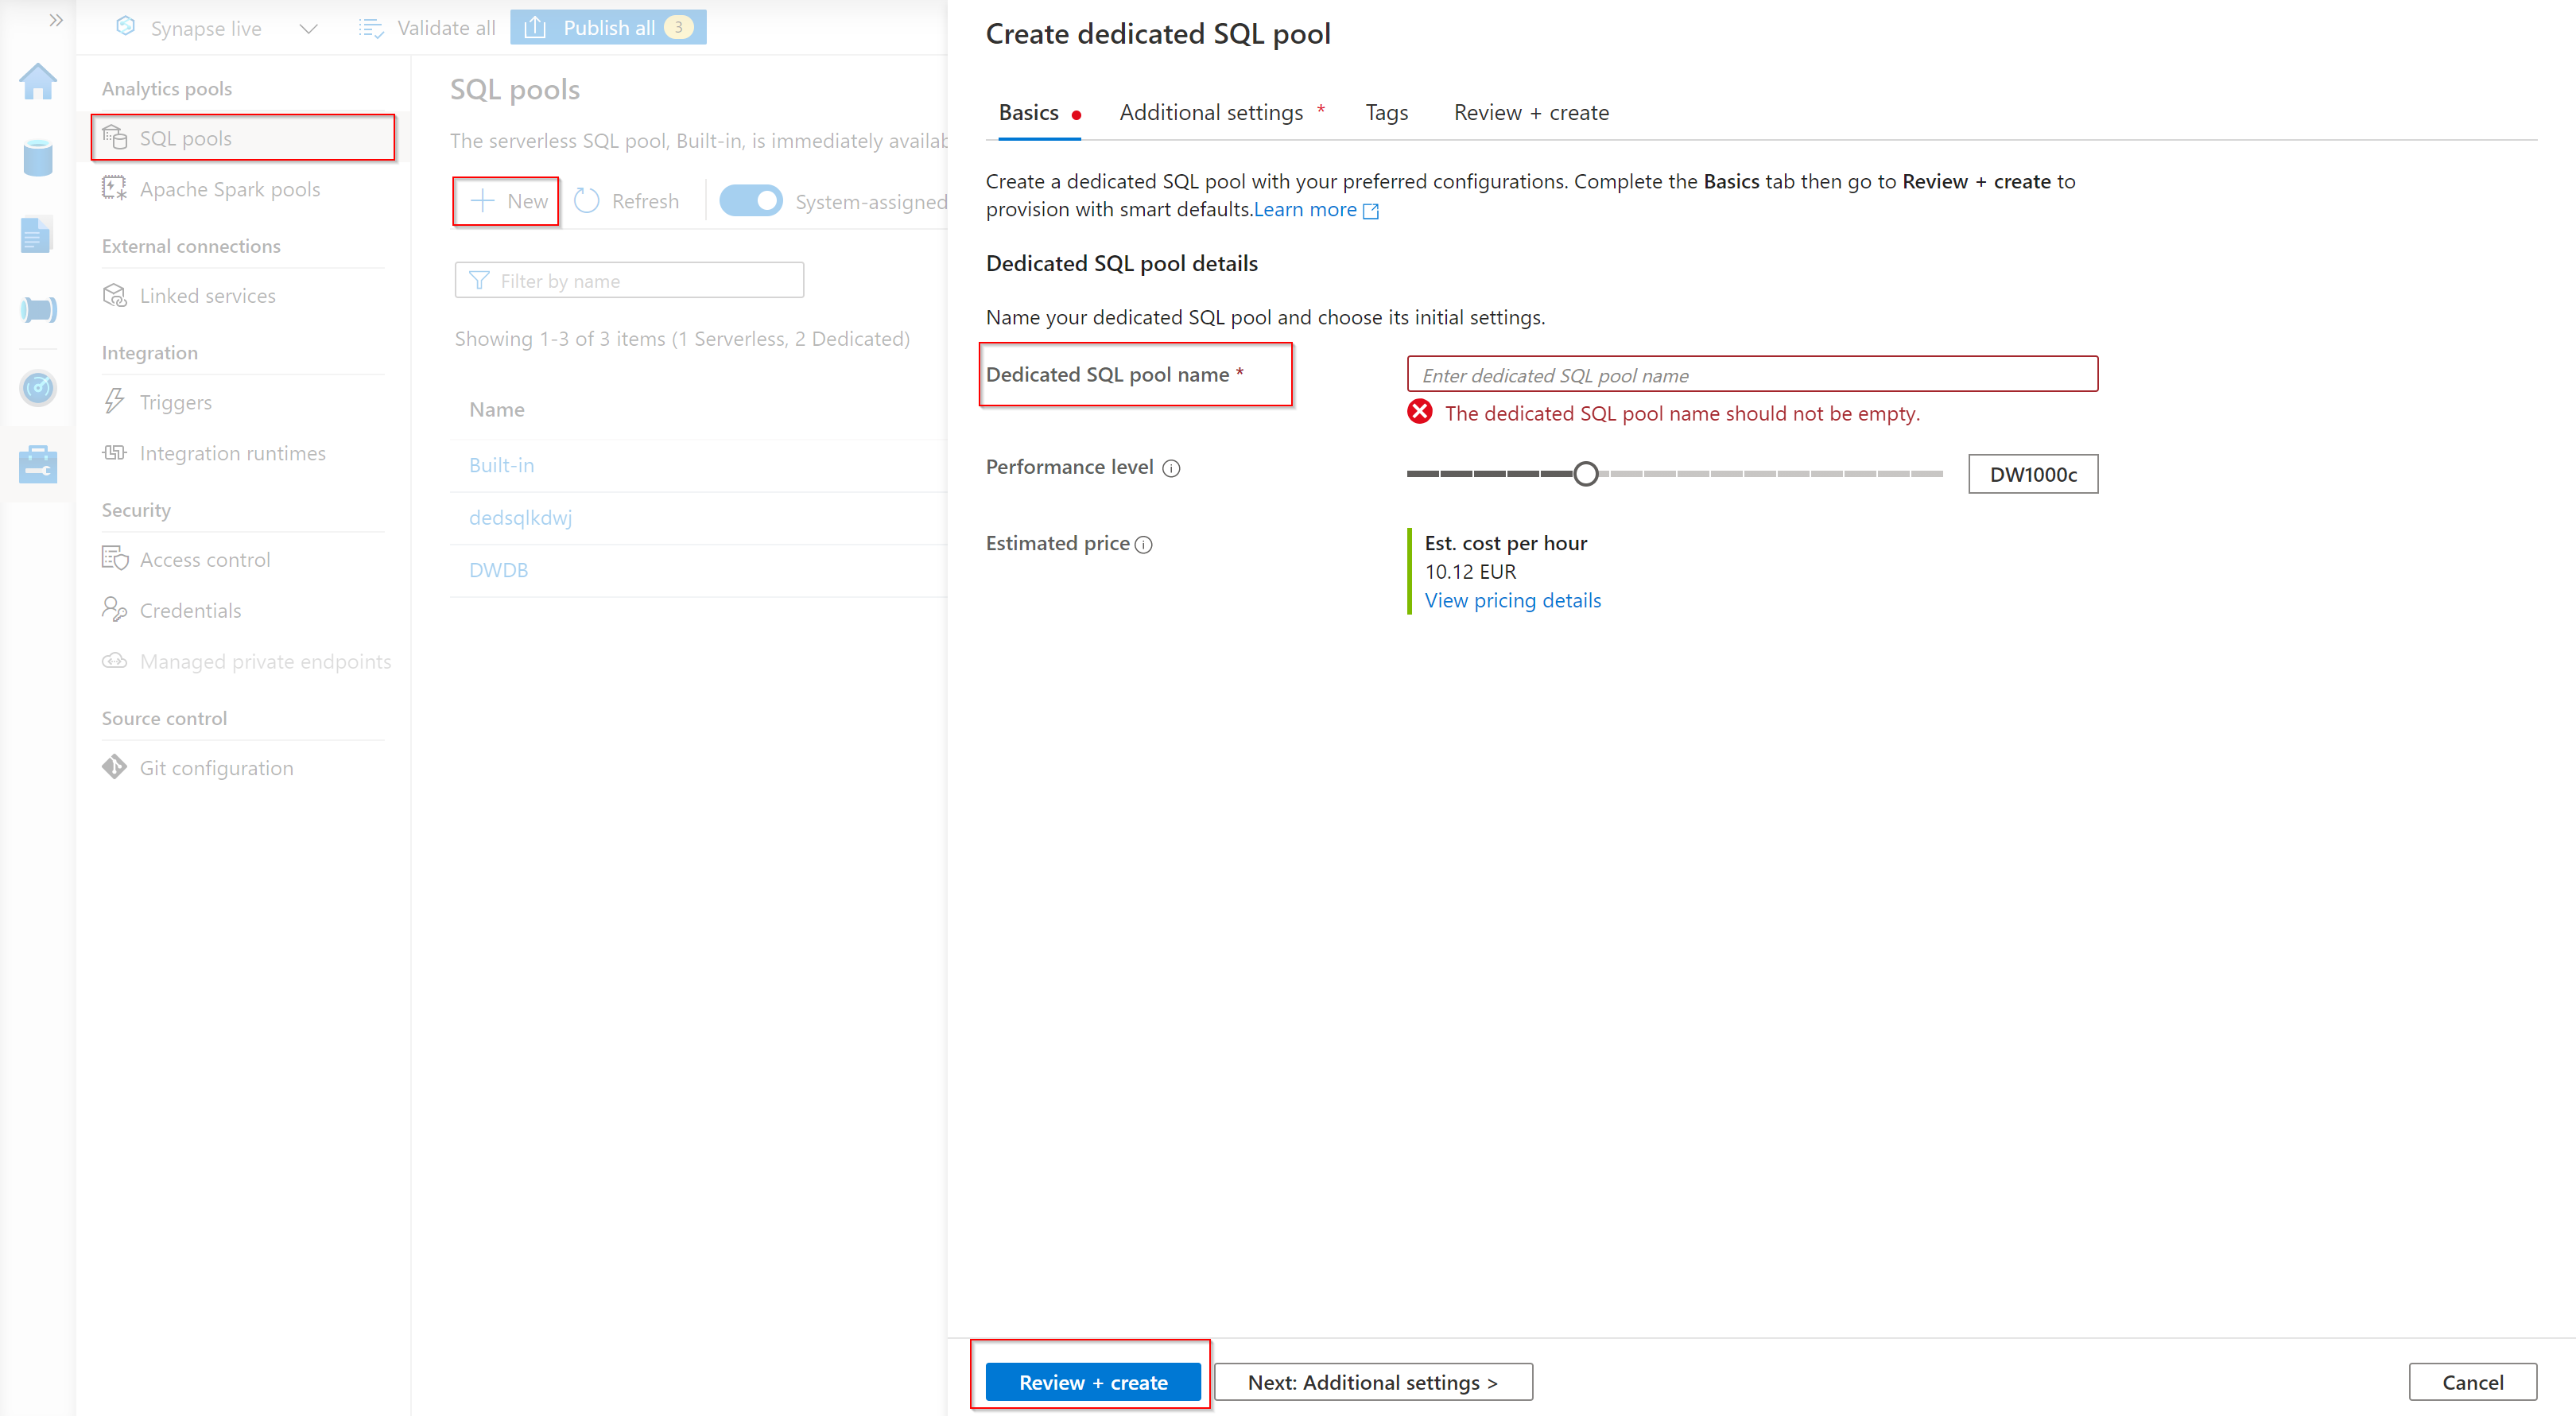 Synapse live
Validate all
Publish all 3
Analytics pools
SQL pools
Apache Spark pools
External connections
Linked services
Integration
Triggers
Integration runtimes
Security
Access control
Credentials
Managed private endpoints
Source control
Git configuration
SQL pools
The serverless SQL pool, Built-in, is immediately availab
New
Refresh
System-assigned
Filter by name
Showing 1-3 of 3 items (1 Serverless, 2 Dedicated)
Name
Built-in
dedsqlkdwj
DWDB
Create dedicated SQL pool
Basics
Additional settings *
Tags
Review + create
Create a dedicated SQL pool with your preferred configurations. Complete the Basics tab then go to Review + create to
provision with smart defaults.Learn more
Dedicated SQL pool details
Name your dedicated SQL pool and choose its initial settings.
Dedicated SQL pool name *
Enter dedicated SQL pool name
The dedicated SQL pool name should not be empty.
Performance level
DW1000c
Estimated price
Est. cost per hour
10.12 EUR
View pricing details
Review + create
Next: Additional settings >
Cancel